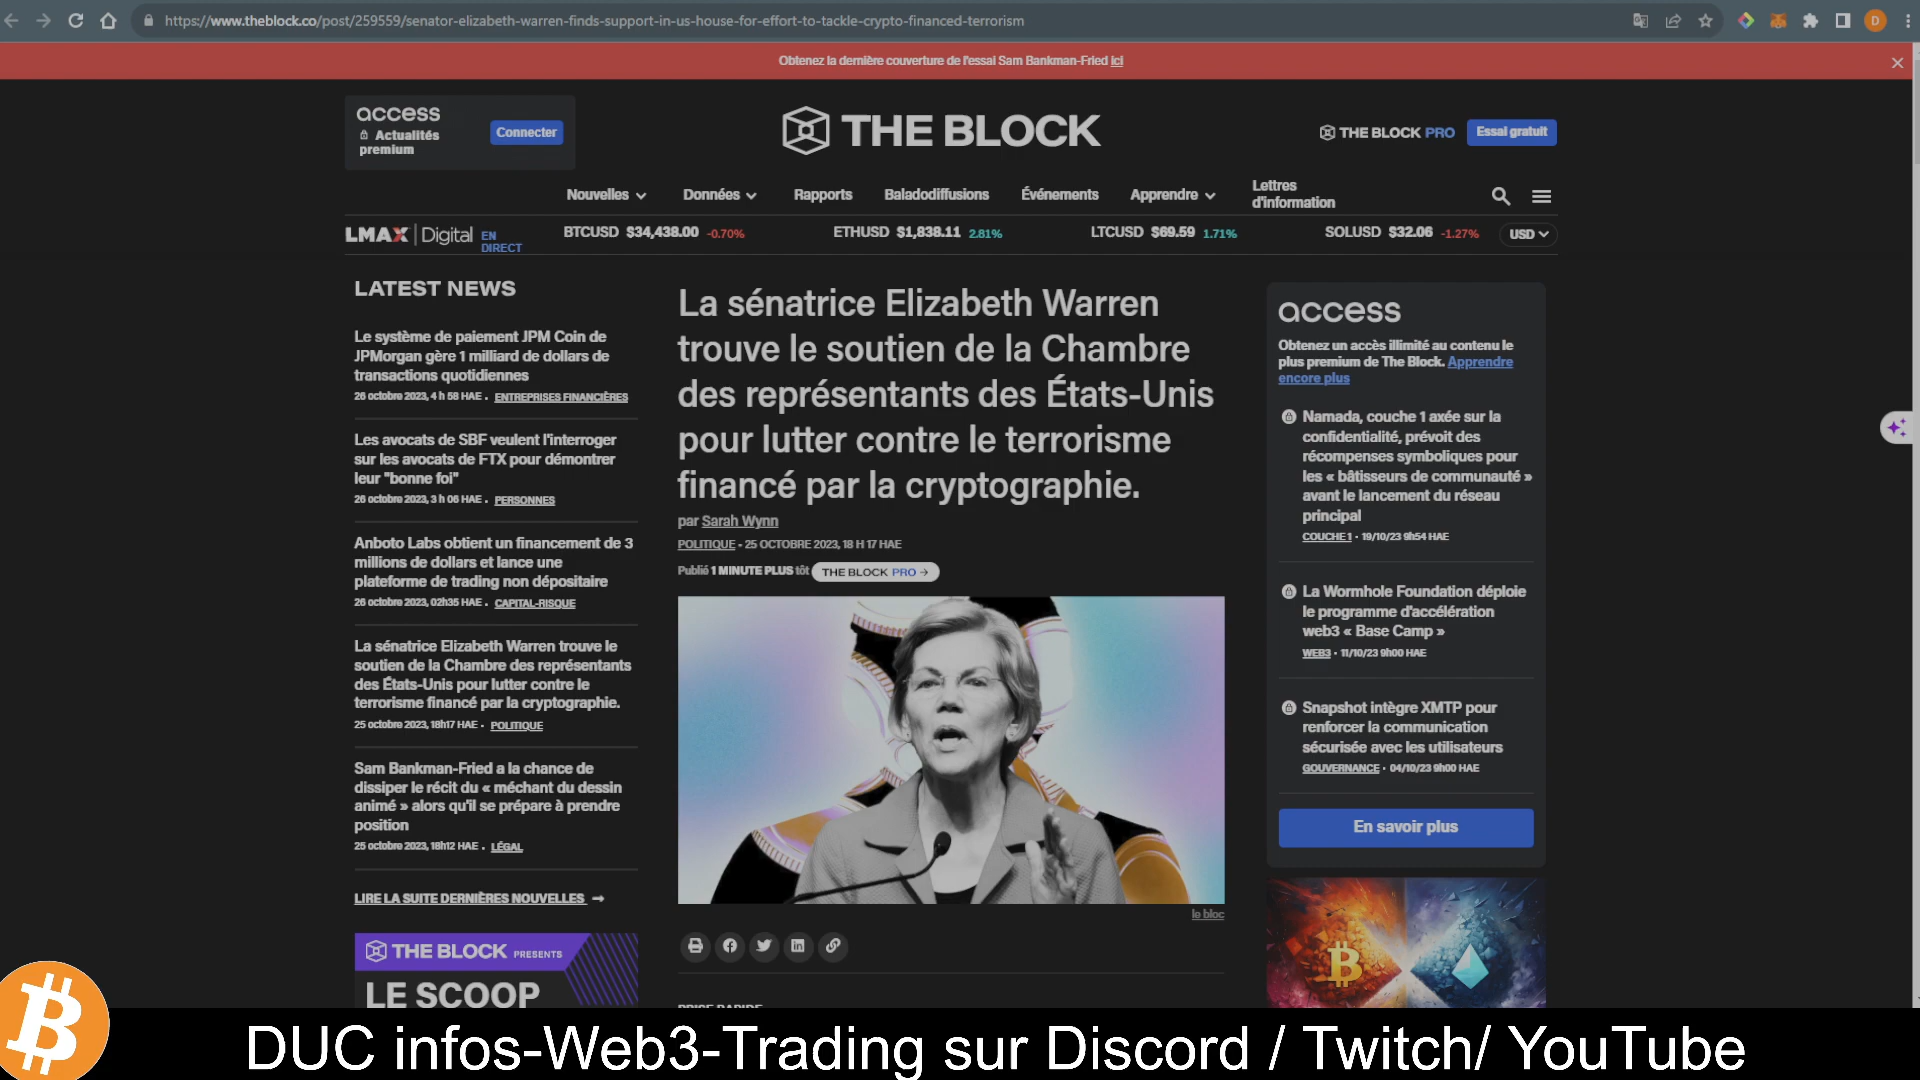 https://www.theblock.co/post/259559/senator-elizabeth-warren-finds-support-in-us-house-for-effort-to-tackle-crypto-financed-terrorism
D
Obtenez la dernière couverture de l'essai Sam Bankman-Fried ici
access
Actualités
premium
Connecter
THE BLOCK
THE BLOCK PRO
Essai gratuit
Nouvelles
Données
Rapports
Baladodiffusions
Événements
Apprendre
Lettres
d'information
LMAX Digital
EN
DIRECT
BTCUSD $34,438.00 -0.70%
ETHUSD $1,838.11 2.81%
LTCUSD $69.59 1.71%
SOLUSD $32.06 -1.27%
USD
LATEST NEWS
Le système de paiement JPM Coin de
JPMorgan gère 1 milliard de dollars de
transactions quotidiennes
26 octobre 2023, 4 h 58 HAE • ENTREPRISES FINANCIÈRES
Les avocats de SBF veulent l'interroger
sur les avocats de FTX pour démontrer
leur "bonne foi"
26 octobre 2023, 3 h 06 HAE • PERSONNES
Anboto Labs obtient un financement de 3
millions de dollars et lance une
plateforme de trading non dépositaire
26 octobre 2023, 02h35 HAE • CAPITAL-RISQUE
La sénatrice Elizabeth Warren trouve le
soutien de la Chambre des représentants
des États-Unis pour lutter contre le
terrorisme financé par la cryptographie.
25 octobre 2023, 18h17 HAE • POLITIQUE
Sam Bankman-Fried a la chance de
dissiper le récit du « méchant du dessin
animé » alors qu'il se prépare à prendre
position
25 octobre 2023, 18h12 HAE • LÉGAL
LIRE LA SUITE DERNIÈRES NOUVELLES →
THE BLOCK PRESENTS
LE SCOOP
La sénatrice Elizabeth Warren
trouve le soutien de la Chambre
des représentants des États-Unis
pour lutter contre le terrorisme
financé par la cryptographie.
par Sarah Wynn
POLITIQUE • 25 OCTOBRE 2023, 18 H 17 HAE
Publié 1 MINUTE PLUS tôt THE BLOCK PRO →
le bloc
access
Obtenez un accès illimité au contenu le
plus premium de The Block. Apprendre
encore plus
Namada, couche 1 axée sur la
confidentialité, prévoit des
récompenses symboliques pour
les « bâtisseurs de communauté »
avant le lancement du réseau
principal
COUCHE 1 • 19/10/23 9h54 HAE
La Wormhole Foundation déploie
le programme d'accélération
web3 « Base Camp »
WEB3 • 11/10/23 9h00 HAE
Snapshot intègre XMTP pour
renforcer la communication
sécurisée avec les utilisateurs
GOUVERNANCE • 04/10/23 9h00 HAE
En savoir plus
DUC infos-Web3-Trading sur Discord / Twitch/ YouTube